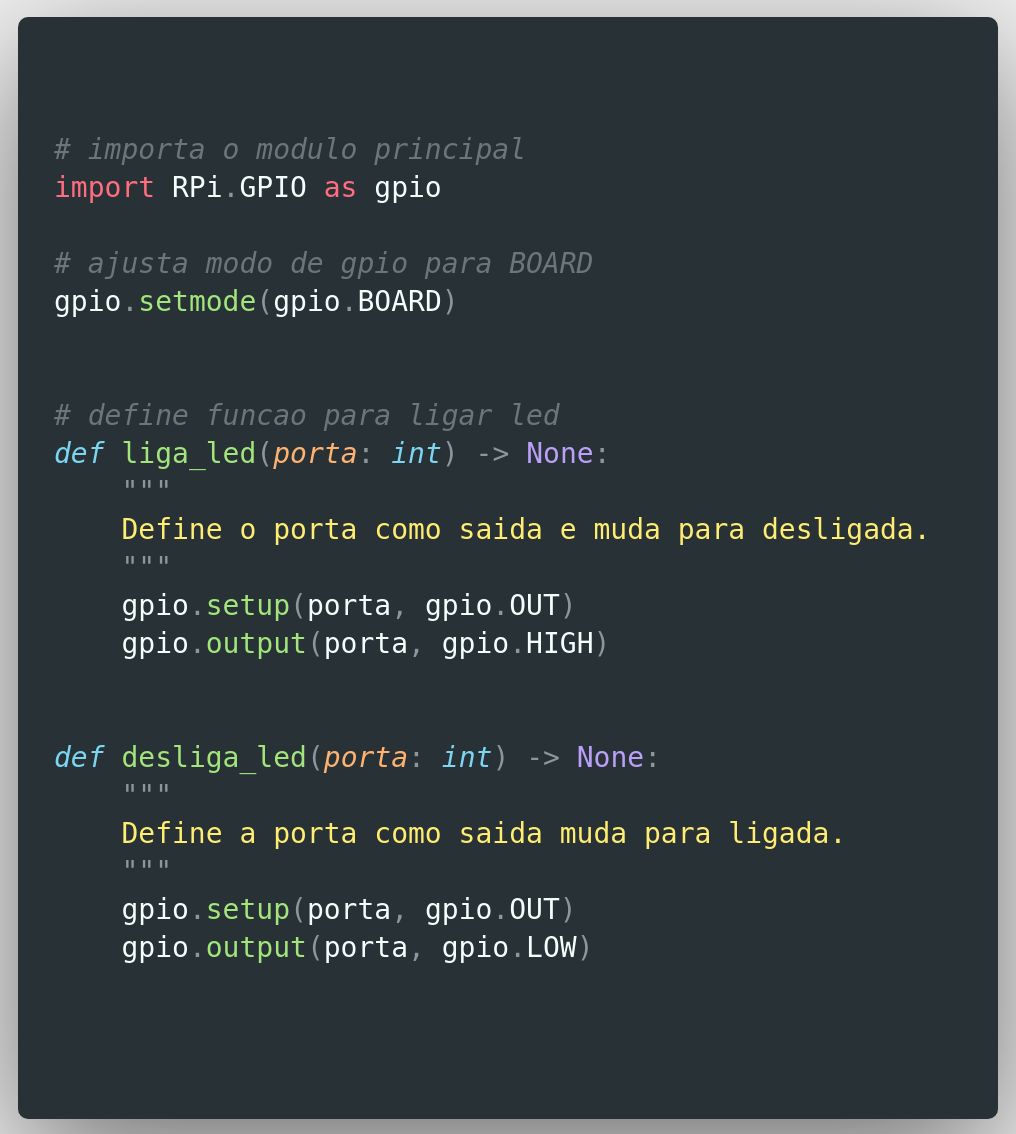 # importa o modulo principal
import RPi.GPIO as gpio
# ajusta modo de gpio para BOARD
gpio.setmode(gpio.BOARD)
# define funcao para ligar led
def liga_led(porta: int) -> None:
    """
    Define o porta como saida e muda para desligada.
    """
    gpio.setup(porta, gpio.OUT)
    gpio.output(porta, gpio.HIGH)
def desliga_led(porta: int) -> None:
    """
    Define a porta como saida muda para ligada.
    """
    gpio.setup(porta, gpio.OUT)
    gpio.output(porta, gpio.LOW)